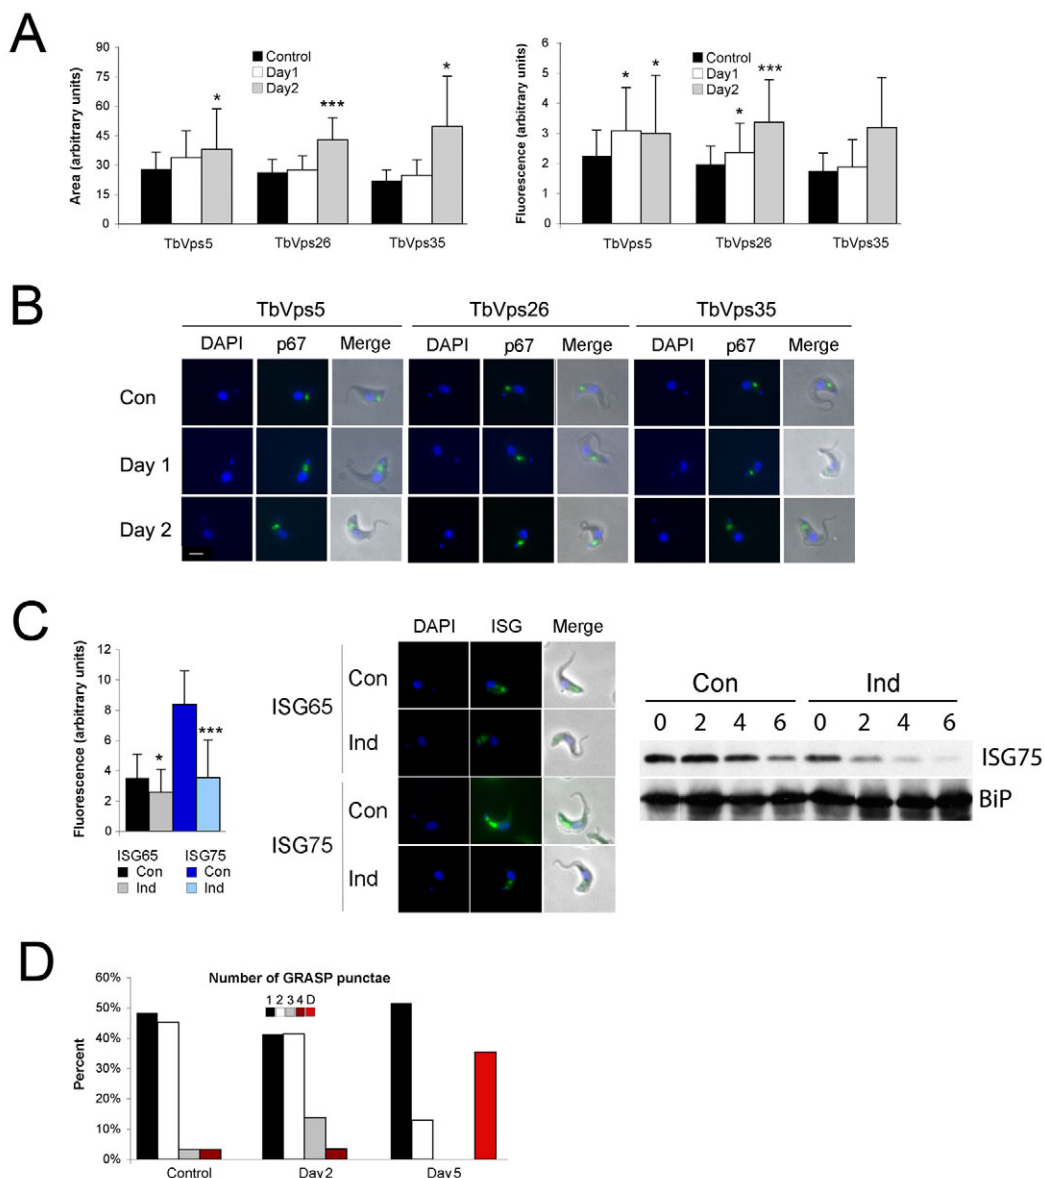 A
Area (arbitrary units)
90
75
60
45
30
15
0
Control
Day1
Day2
*
***
*
TbVps5
TbVps26
TbVps35
Fluorescence (arbitrary units)
6
5
4
3
2
1
0
Control
Day1
Day2
*
*
*
***
TbVps5
TbVps26
TbVps35
B
TbVps5
TbVps26
TbVps35
DAPI
p67
Merge
DAPI
p67
Merge
DAPI
p67
Merge
Con
Day 1
Day 2
C
Fluorescence (arbitrary units)
12
10
8
6
4
2
0
*
***
ISG65
Con
Ind
ISG75
Con
Ind
DAPI
ISG
Merge
ISG65
Con
Ind
ISG75
Con
Ind
Con
Ind
0 2 4 6 0 2 4 6
ISG75
BiP
D
Number of GRASP punctae
1 2 3 4 D
Percent
60%
50%
40%
30%
20%
10%
0%
Control
Day2
Day5